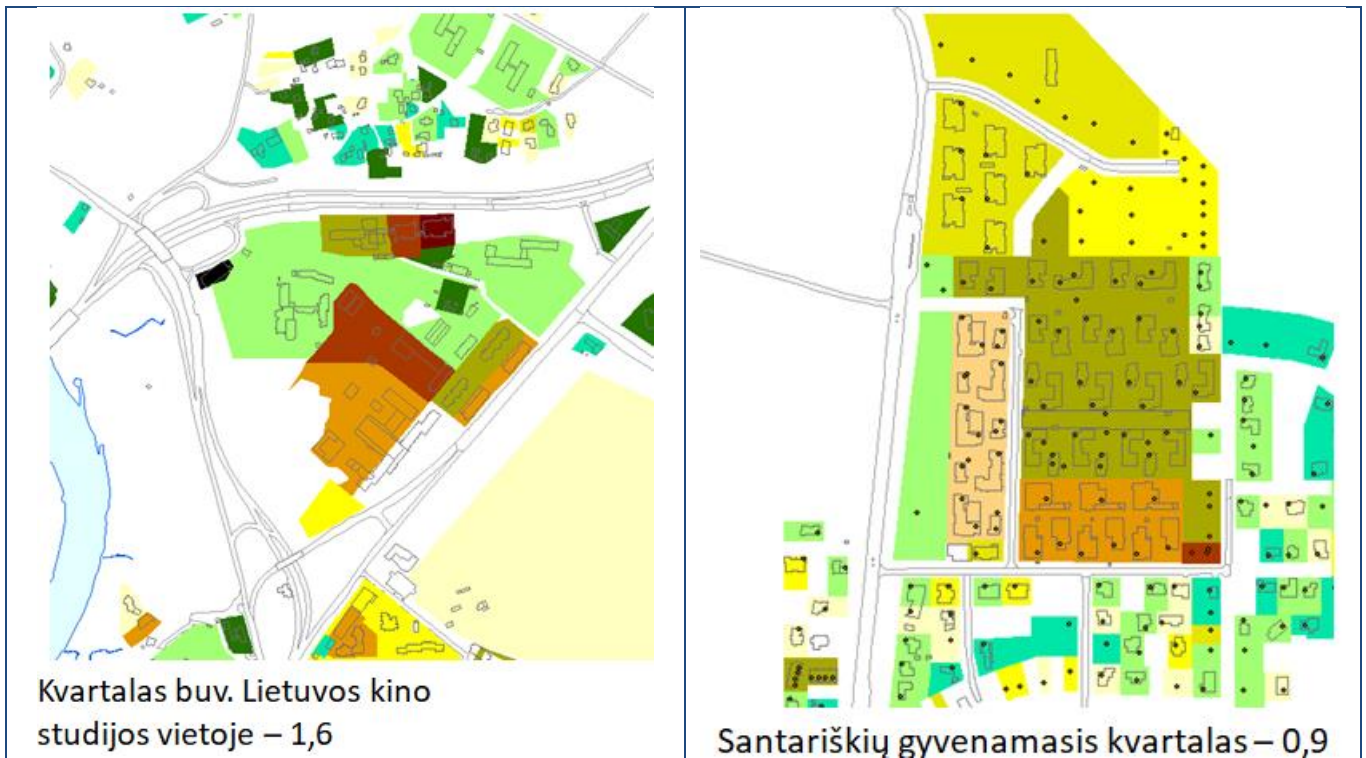 Kvartalas buv. Lietuvos kino
studijos vietoje – 1,6
Santariškių gyvenamasis kvartalas – 0,9